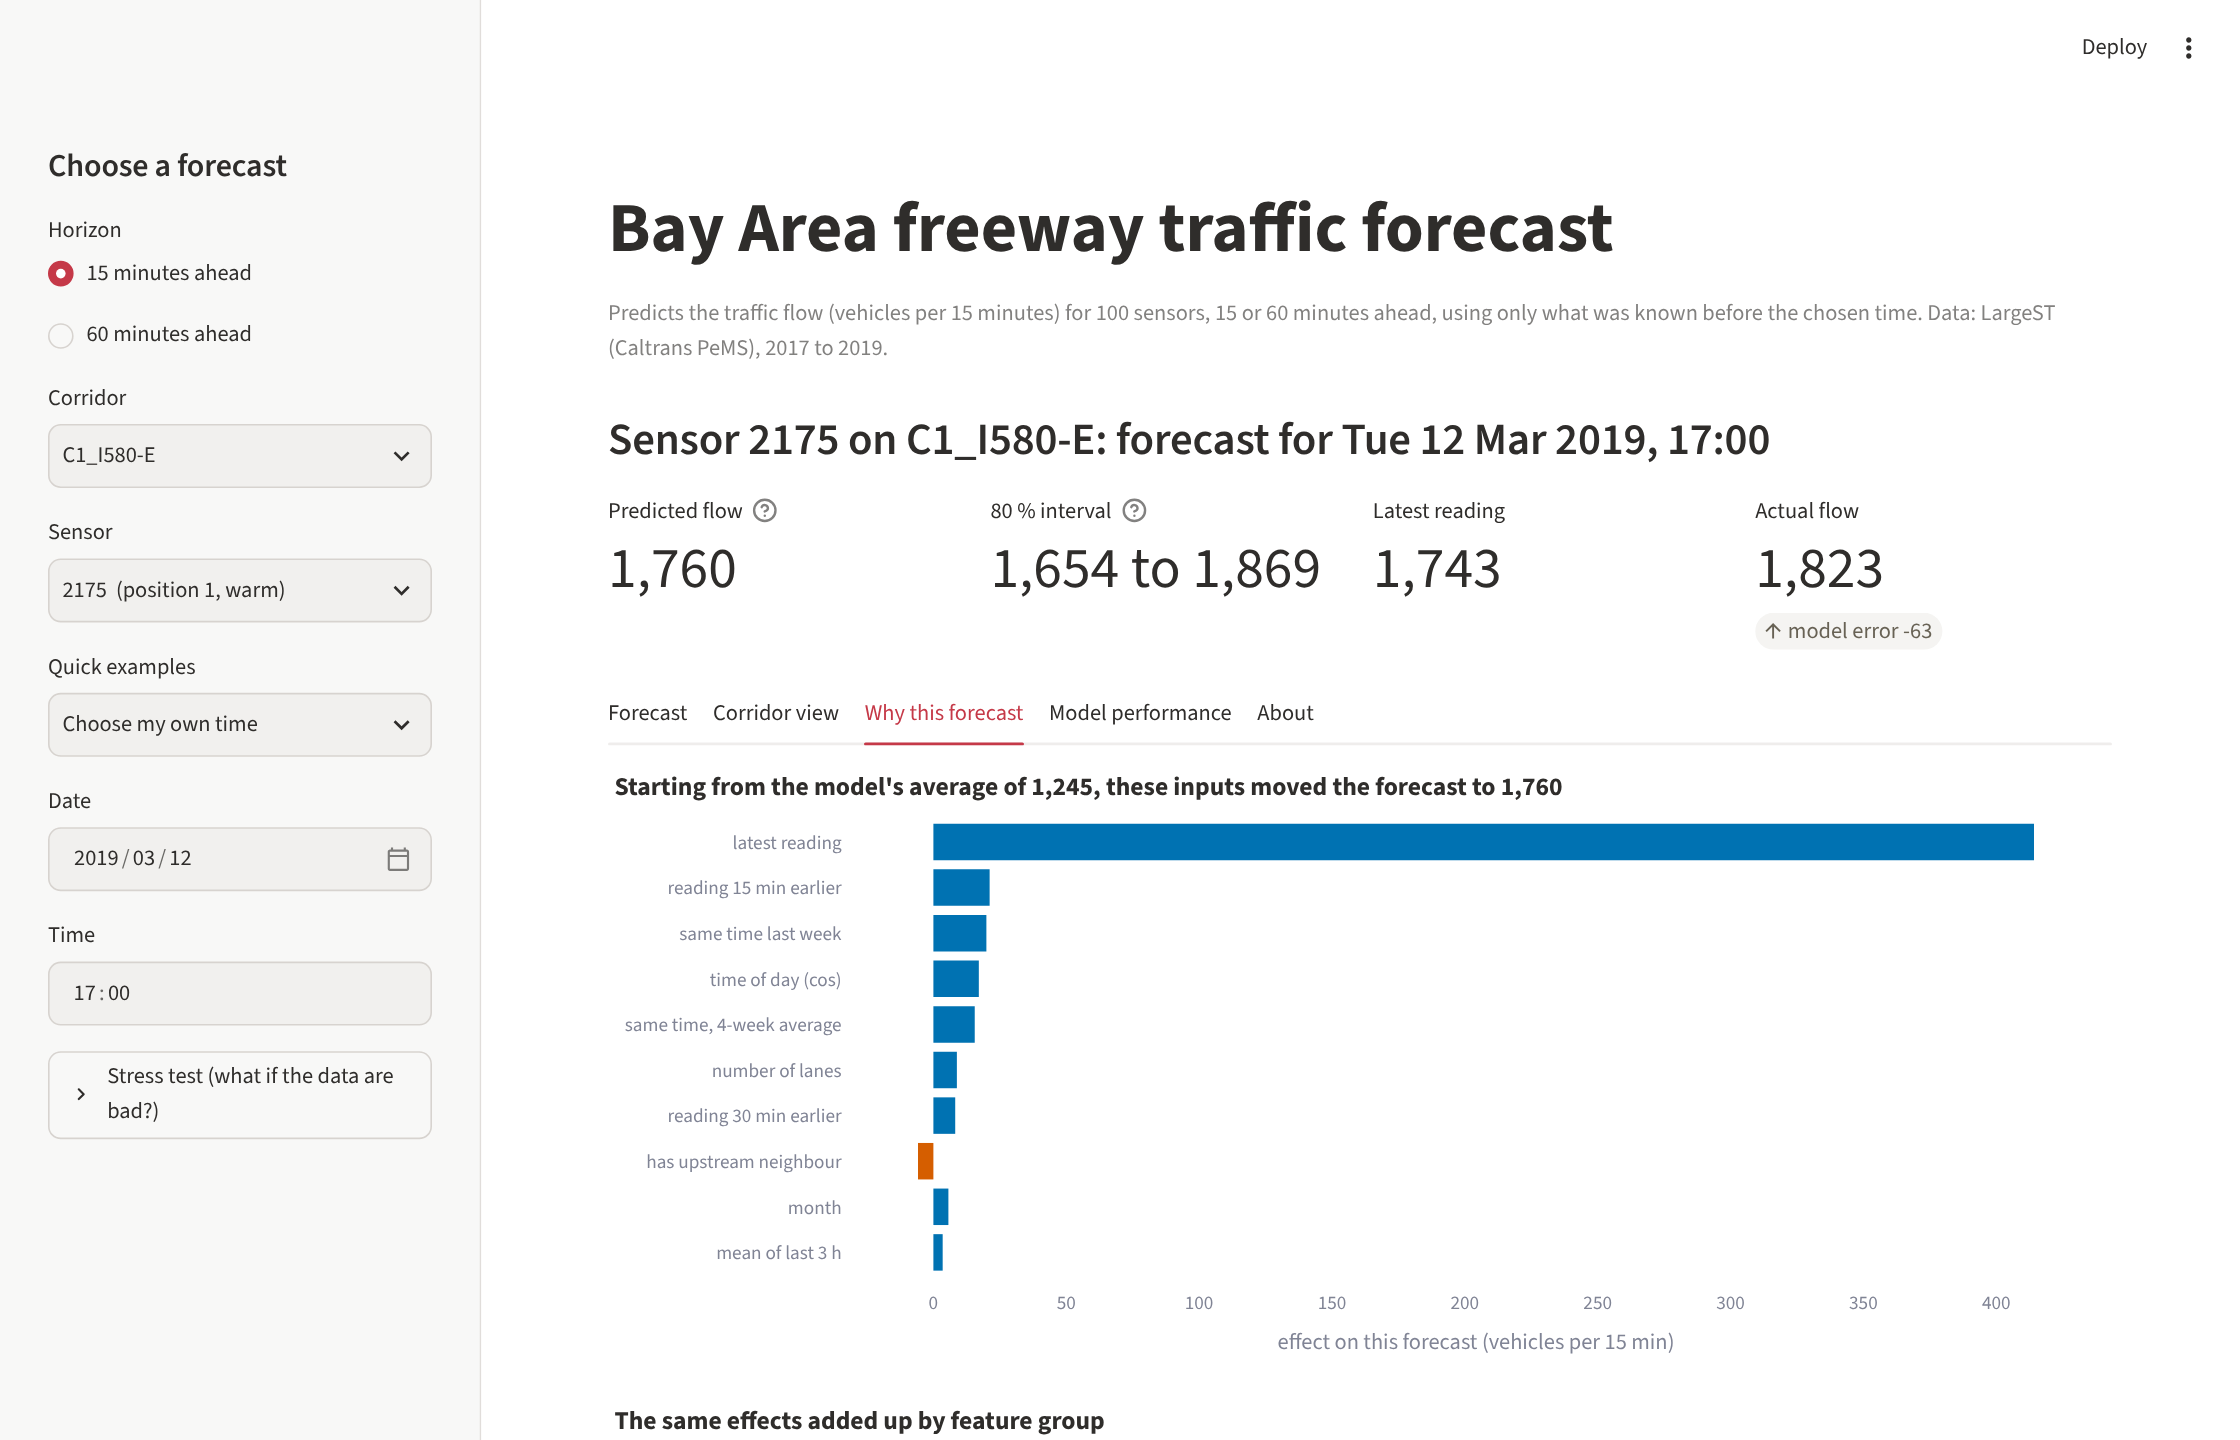 Deploy
Choose a forecast
Horizon
15 minutes ahead
60 minutes ahead
Corridor
C1_I580-E
Sensor
2175 (position 1, warm)
Quick examples
Choose my own time
Date
2019/03/12
Time
17:00
Stress test (what if the data are
bad?)
Bay Area freeway traffic forecast
Predicts the traffic flow (vehicles per 15 minutes) for 100 sensors, 15 or 60 minutes ahead, using only what was known before the chosen time. Data: LargeST
(Caltrans PeMS), 2017 to 2019.
Sensor 2175 on C1_I580-E: forecast for Tue 12 Mar 2019, 17:00
Predicted flow
1,760
80 % interval
1,654 to 1,869
Latest reading
1,743
Actual flow
1,823
↑ model error -63
Forecast Corridor view Why this forecast Model performance About
Starting from the model's average of 1,245, these inputs moved the forecast to 1,760
latest reading
reading 15 min earlier
same time last week
time of day (cos)
same time, 4-week average
number of lanes
reading 30 min earlier
has upstream neighbour
month
mean of last 3 h
0 50 100 150 200 250 300 350 400
effect on this forecast (vehicles per 15 min)
The same effects added up by feature group